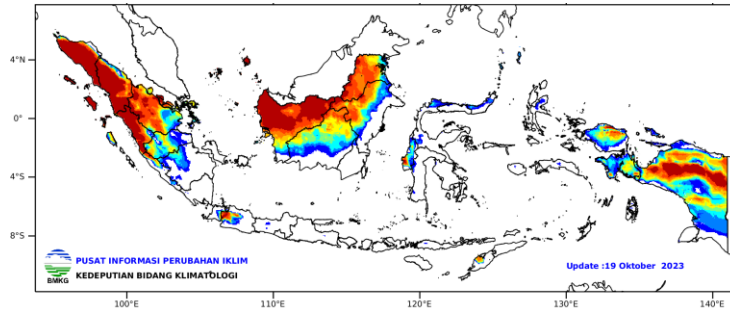 4°N
0°
4°S
8°S
PUSAT INFORMASI PERUBAHAN IKLIM
KEDEPUTIAN BIDANG KLIMATOLOGI
BMKG
Update :19 Oktober 2023
100°E
110°E
120°E
130°E
140°E